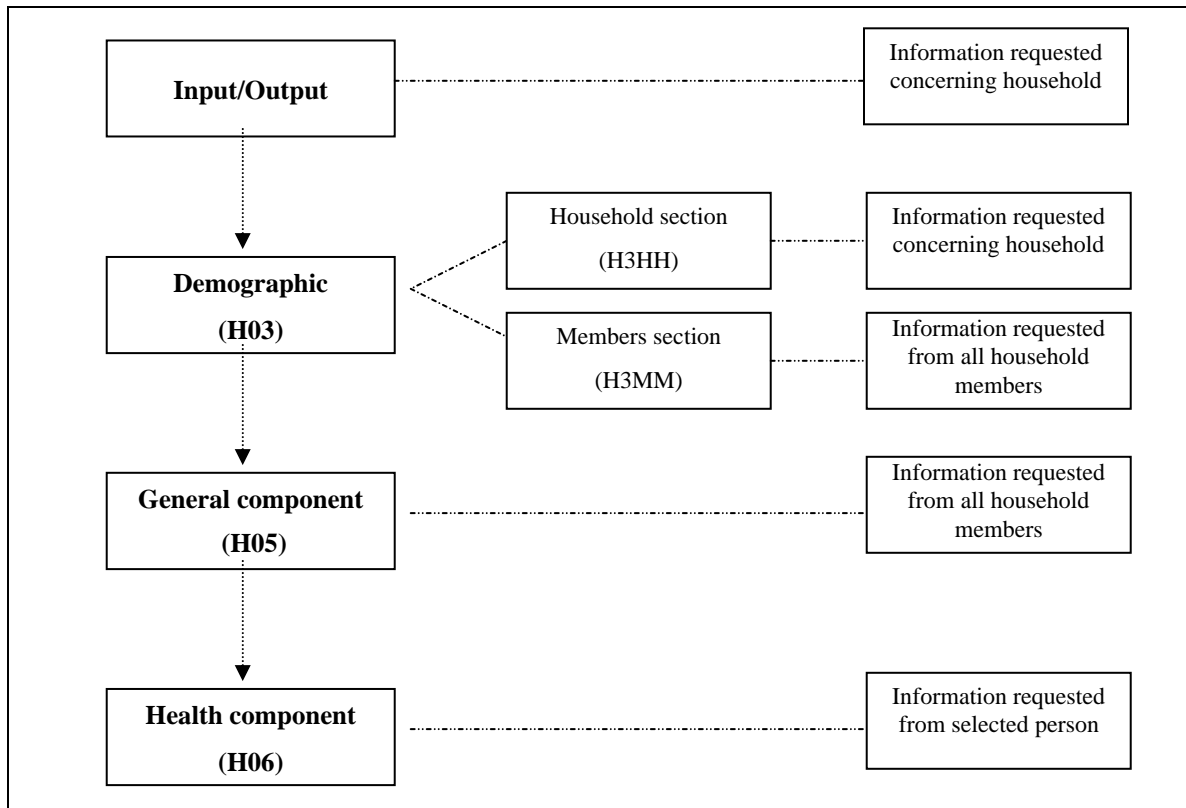 Input/Output
Information requested
concerning household
Demographic
(H03)
Household section
(H3HH)
Information requested
concerning household
Members section
(H3MM)
Information requested
from all household
members
General component
(H05)
Information requested
from all household
members
Health component
(H06)
Information requested
from selected person